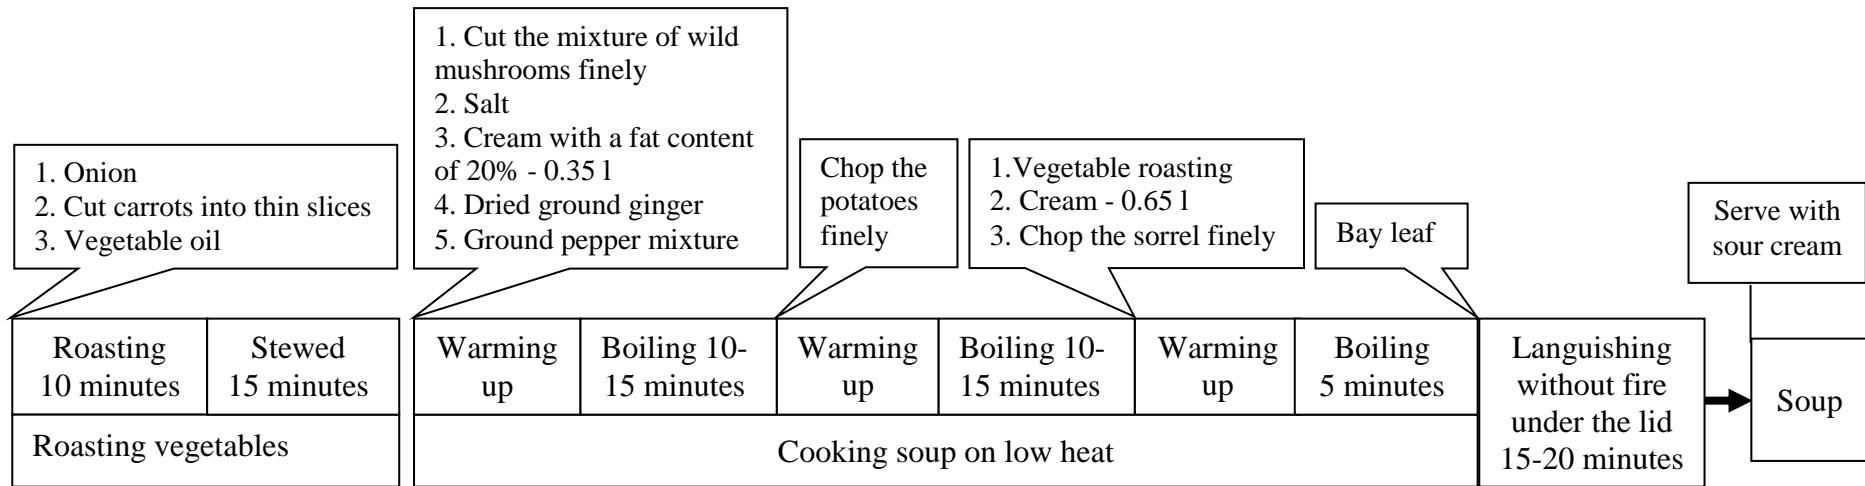 1. Onion
2. Cut carrots into thin slices
3. Vegetable oil
1. Cut the mixture of wild
mushrooms finely
2. Salt
3. Cream with a fat content
of 20% - 0.35 l
4. Dried ground ginger
5. Ground pepper mixture
Chop the
potatoes
finely
1.Vegetable roasting
2. Cream - 0.65 l
3. Chop the sorrel finely
Bay leaf
Serve with
sour cream
Roasting
10 minutes
Stewed
15 minutes
Warming
up
Boiling 10-
15 minutes
Warming
up
Boiling 10-
15 minutes
Warming
up
Boiling
5 minutes
Languishing
without fire
under the lid
15-20 minutes
Soup
Roasting vegetables
Cooking soup on low heat